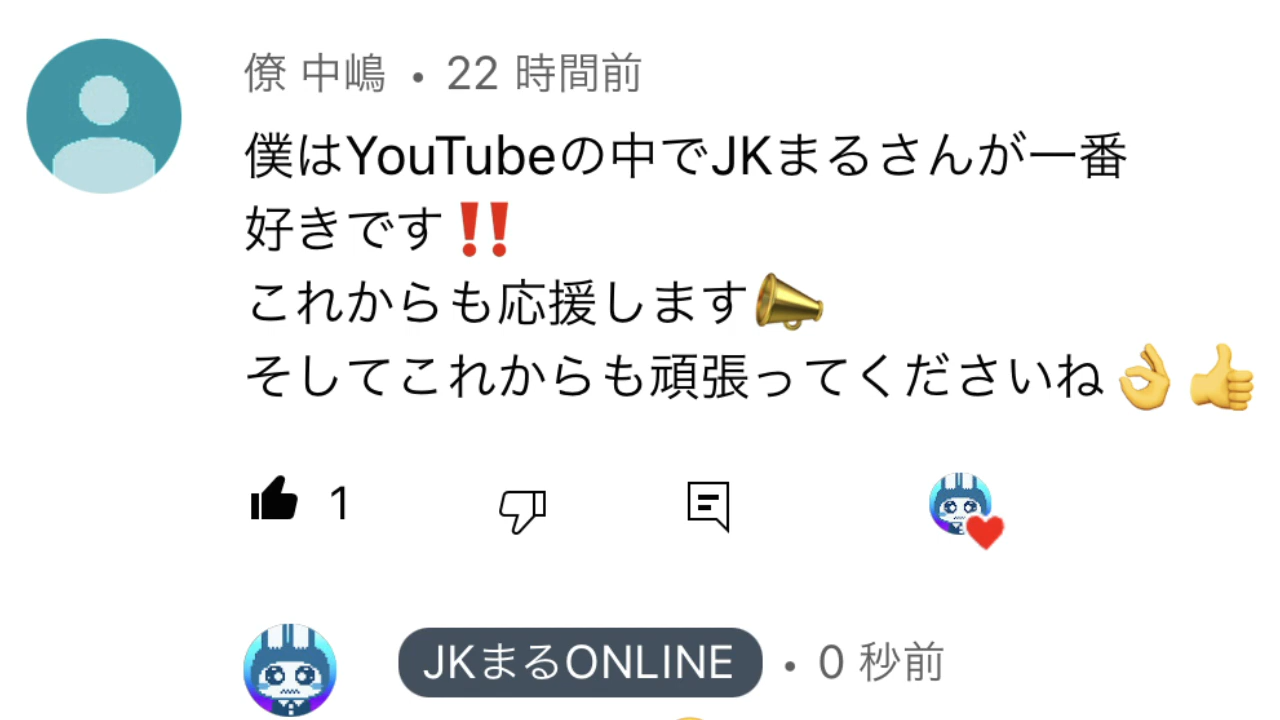 僚 中嶋 • 22 時間前
僕はYouTubeの中でJKまるさんが一番
好きです‼️
これからも応援します📣
そしてこれからも頑張ってくださいね👌👍
1
JKまるONLINE • 0 秒前